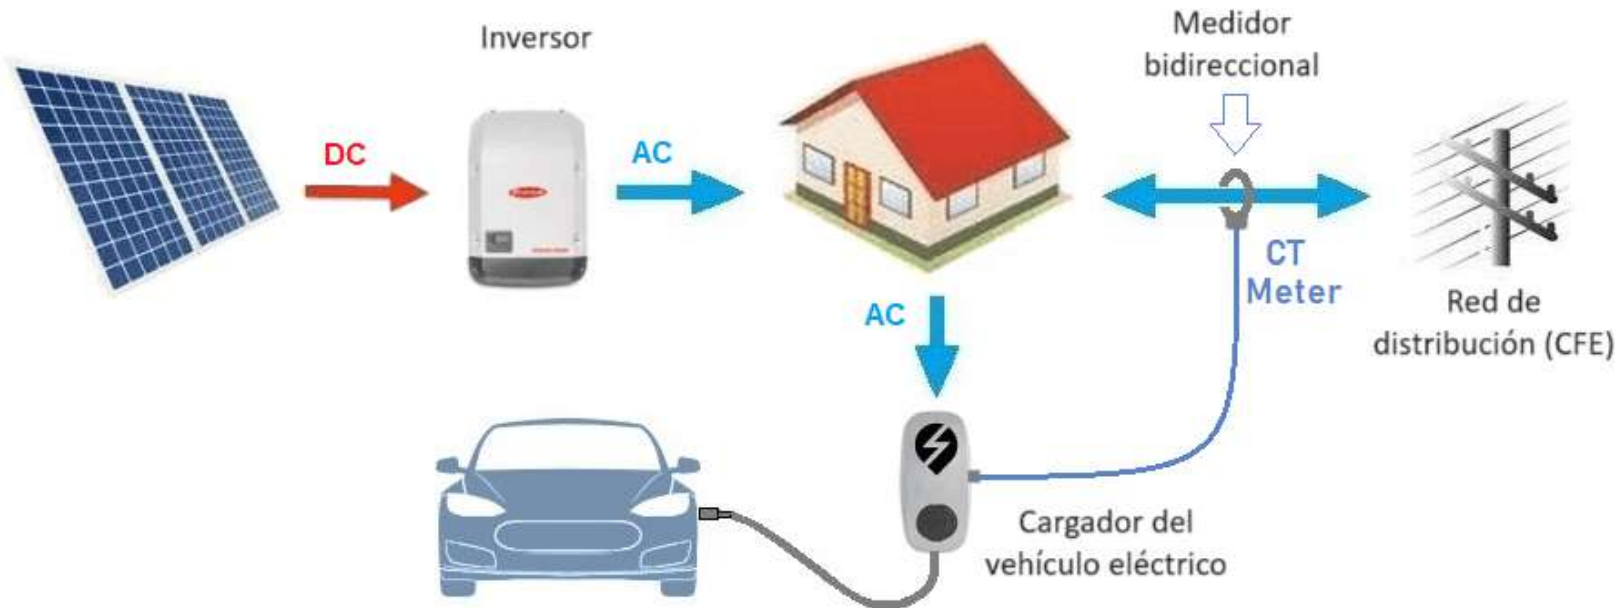 Inversor
Medidor
bidireccional
DC
AC
CT
Meter
AC
Red de
distribución (CFE)
Cargador del
vehículo eléctrico